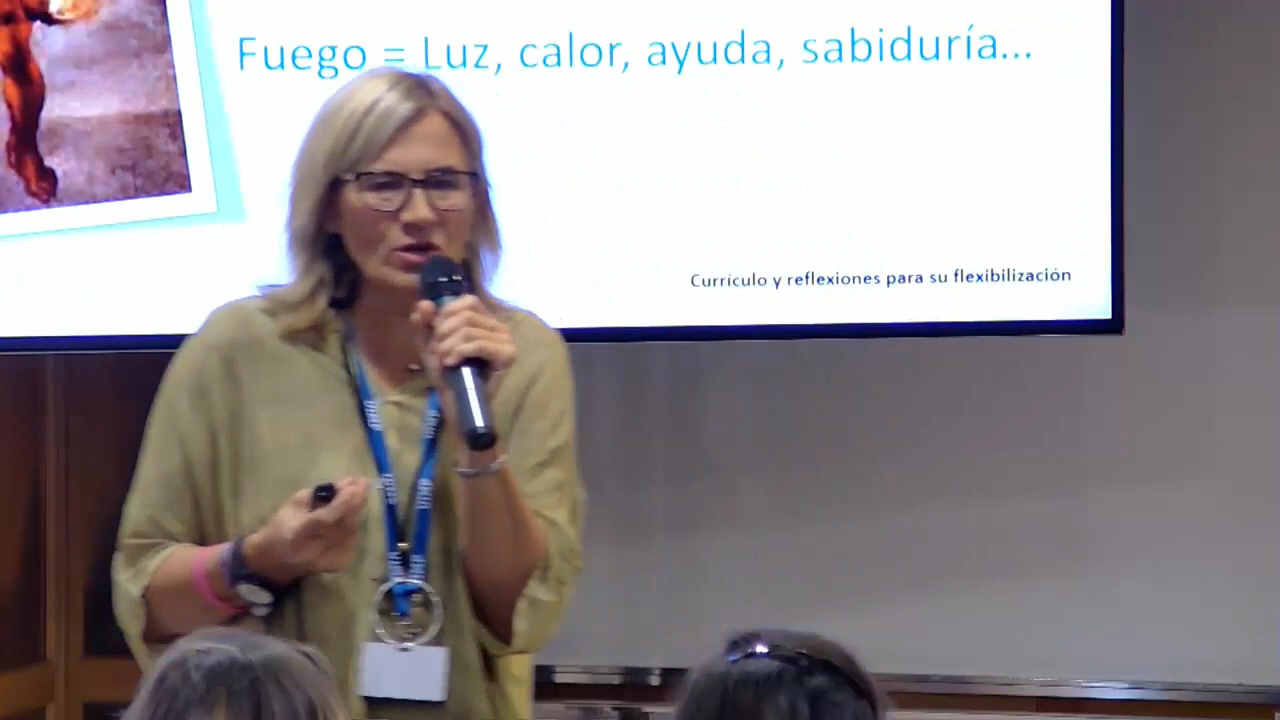 Fuego = Luz, calor, ayuda, sabiduría...
Currículo y reflexiones para su flexibilización